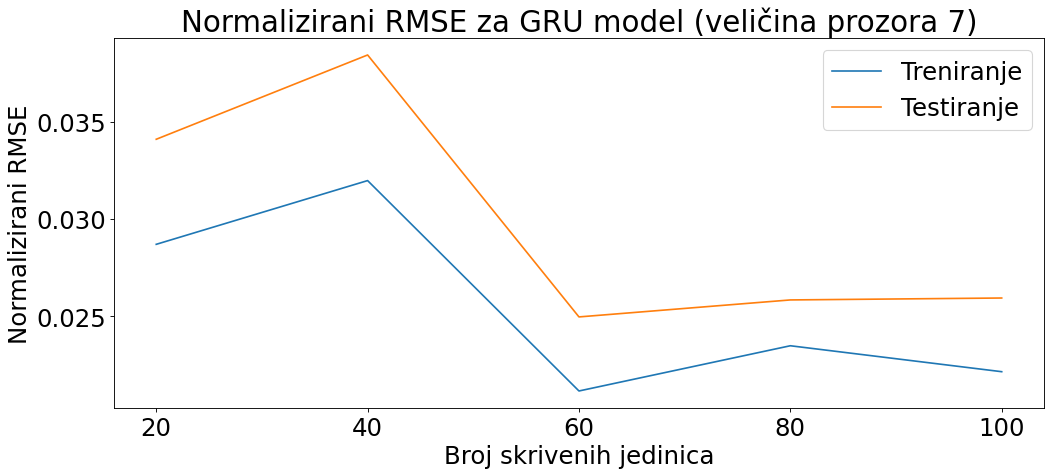 Normalizirani RMSE za GRU model (veličina prozora 7)
Treniranje
Testiranje
Normalizirani RMSE
0.035
0.030
0.025
20 40 60 80 100
Broj skrivenih jedinica